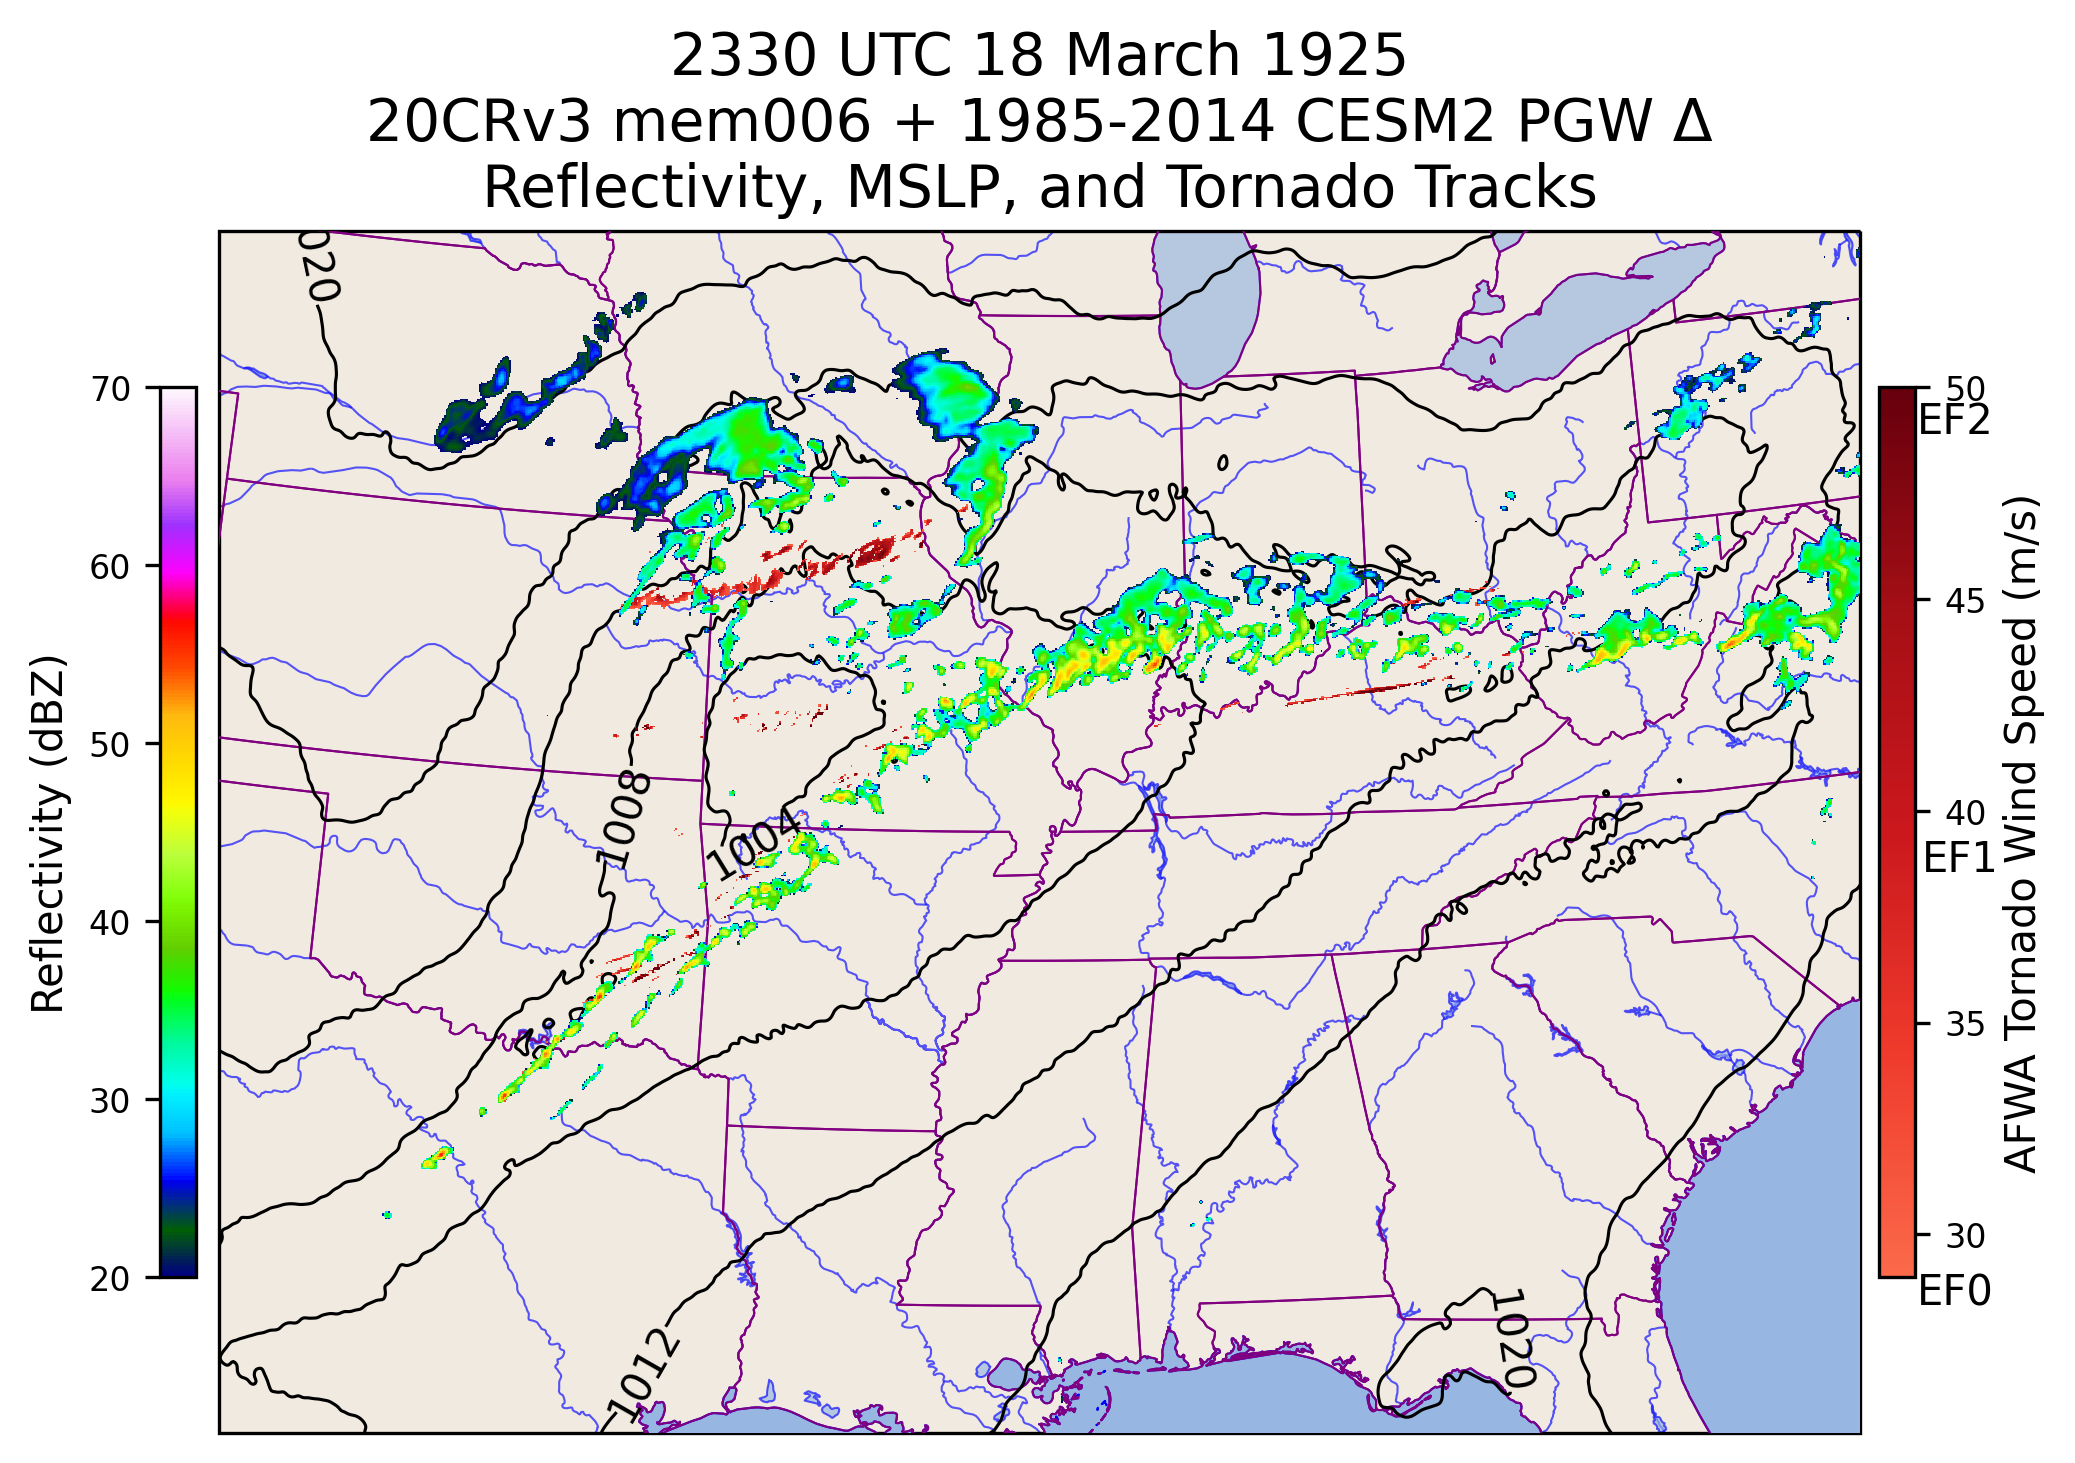 2330 UTC 18 March 1925
20CRv3 mem006 + 1985-2014 CESM2 PGW Δ
Reflectivity, MSLP, and Tornado Tracks
020
1008
1004
1012
1020
Reflectivity (dBZ)
70
60
50
40
30
20
50
EF2
45
40
EF1
35
30
EF0
AFWA Tornado Wind Speed (m/s)